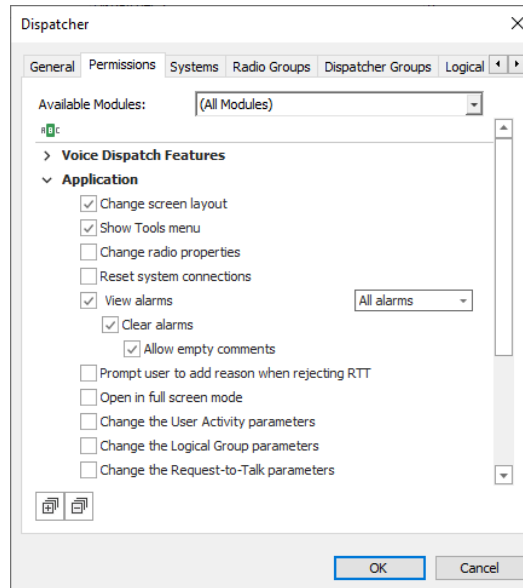 Dispatcher
General Permissions Systems Radio Groups Dispatcher Groups Logical
Available Modules: (All Modules)
ABC
Voice Dispatch Features
Application
Change screen layout
Show Tools menu
Change radio properties
Reset system connections
View alarms All alarms
Clear alarms
Allow empty comments
Prompt user to add reason when rejecting RTT
Open in full screen mode
Change the User Activity parameters
Change the Logical Group parameters
Change the Request-to-Talk parameters
OK Cancel